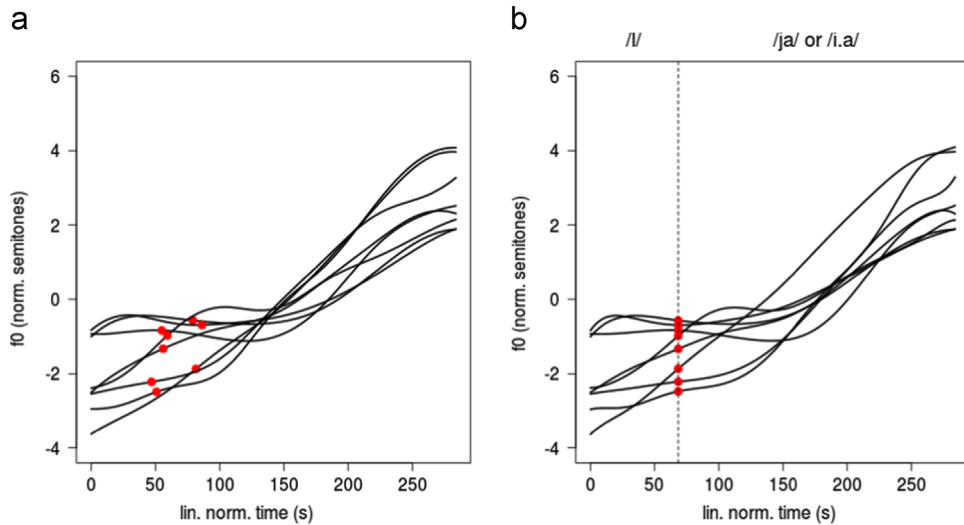 a
b
/l/ /ja/ or /i.a/
6
4
2
0
-2
-4
f0 (norm. semitones)
0 50 100 150 200 250
lin. norm. time (s)
6
4
2
0
-2
-4
f0 (norm. semitones)
0 50 100 150 200 250
lin. norm. time (s)